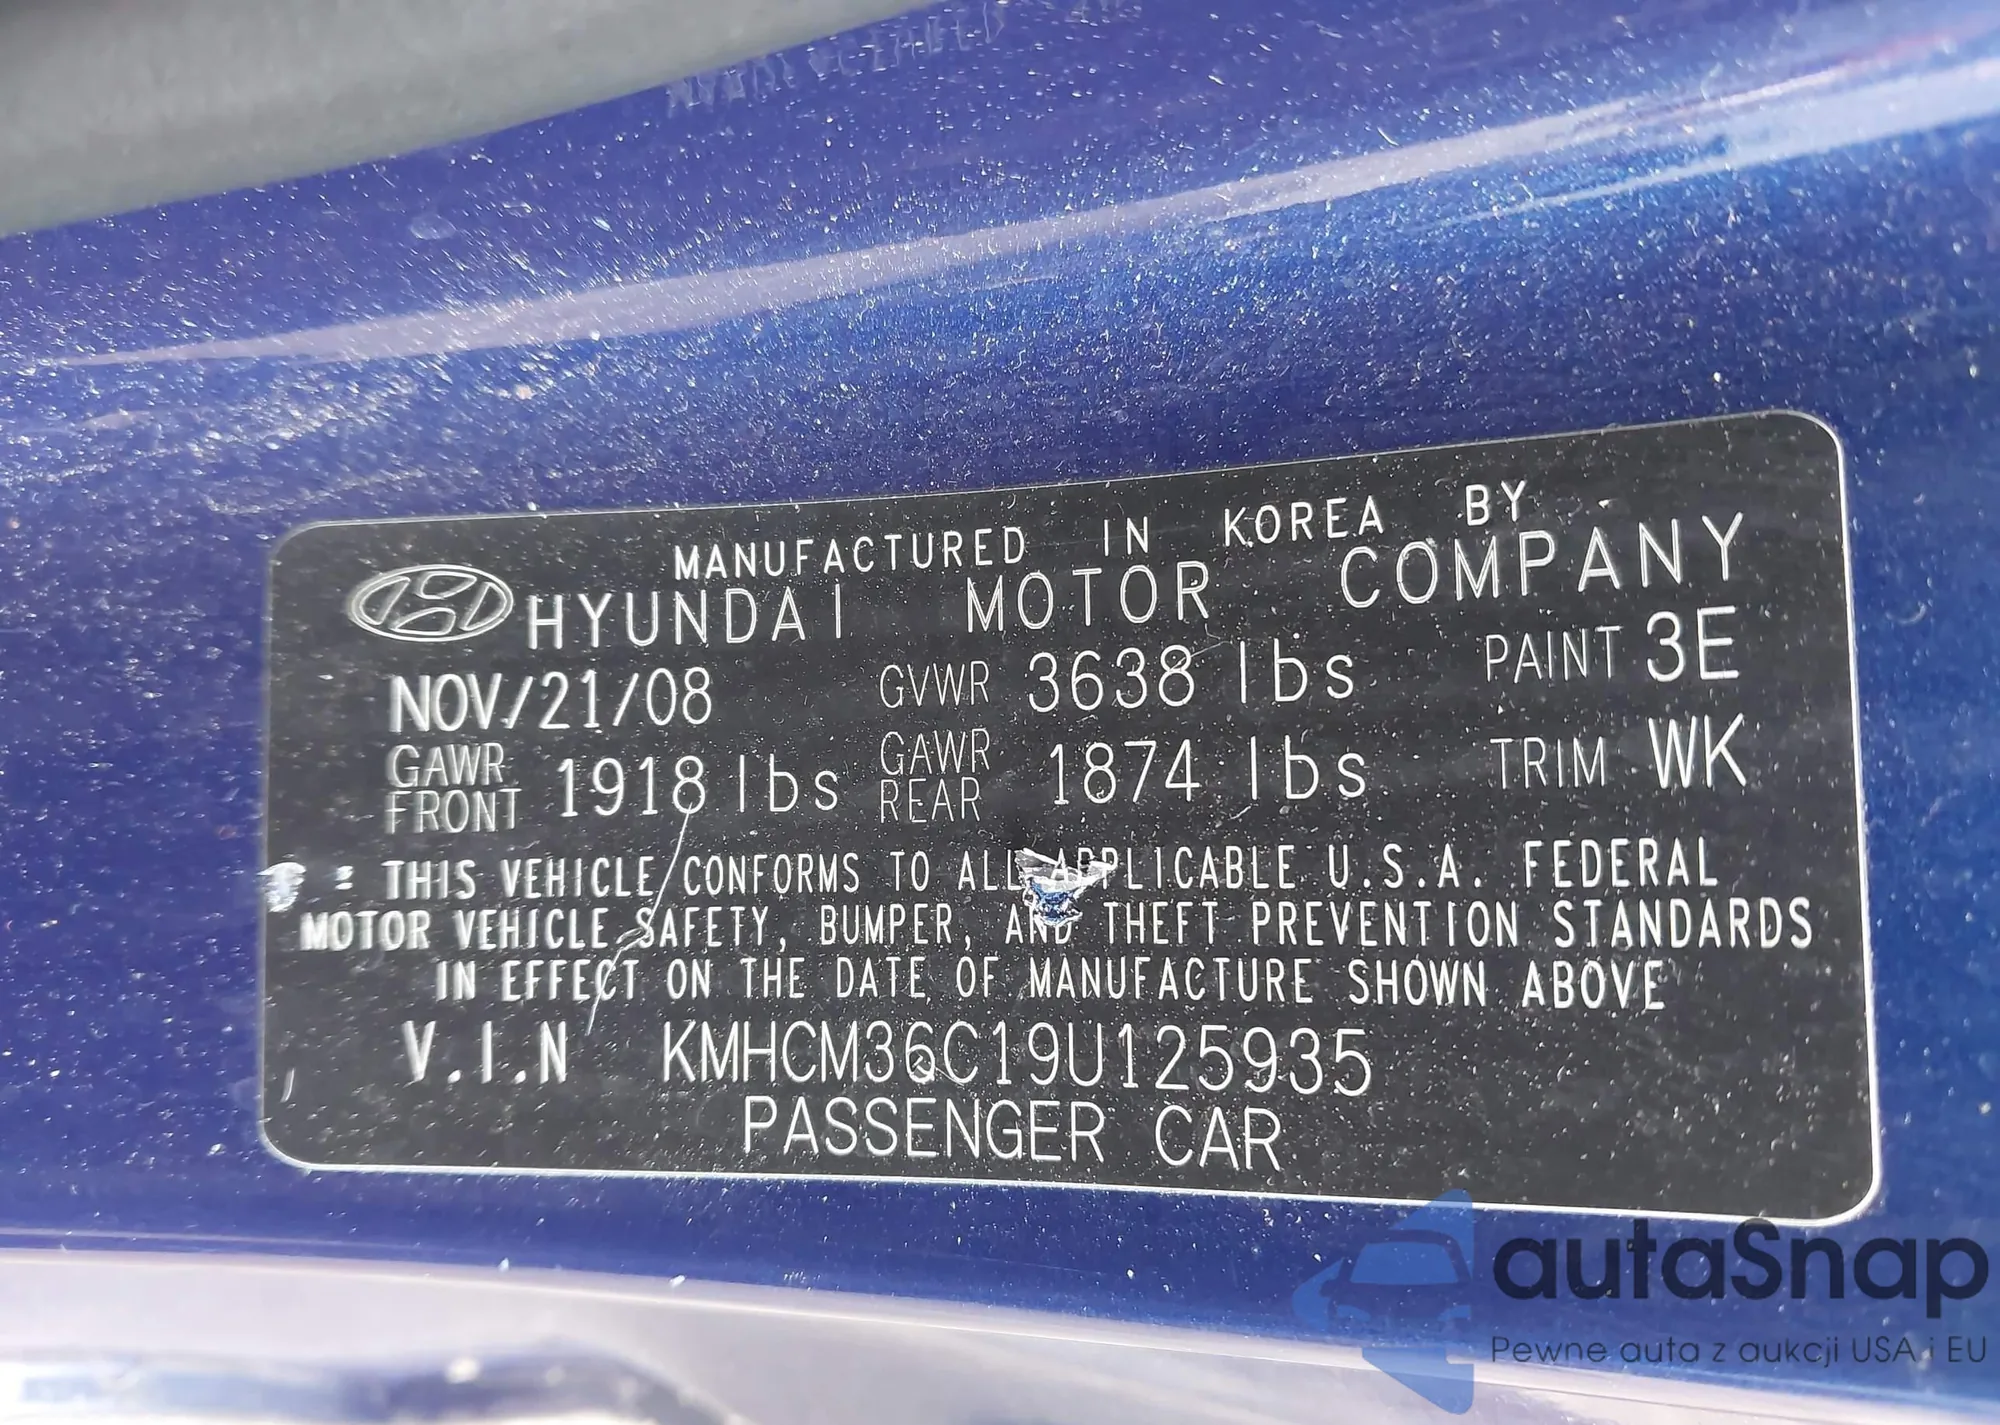 MANUFACTURED IN KOREA BY
HYUNDAI MOTOR COMPANY
NOV/21/08 GVWR 3638 lbs PAINT 3E
GAWR FRONT 1918 lbs GAWR REAR 1874 lbs TRIM WK
: THIS VEHICLE CONFORMS TO ALL APPLICABLE U.S.A. FEDERAL
MOTOR VEHICLE SAFETY, BUMPER, AND THEFT PREVENTION STANDARDS
IN EFFECT ON THE DATE OF MANUFACTURE SHOWN ABOVE
V.I.N KMHCM36C19U125935
PASSENGER CAR
autaSnap
Pewne auta z aukcji USA i EU